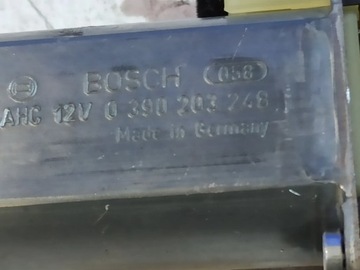 BOSCH 058
AHC 12V 0 390 203 248
Made in Germany